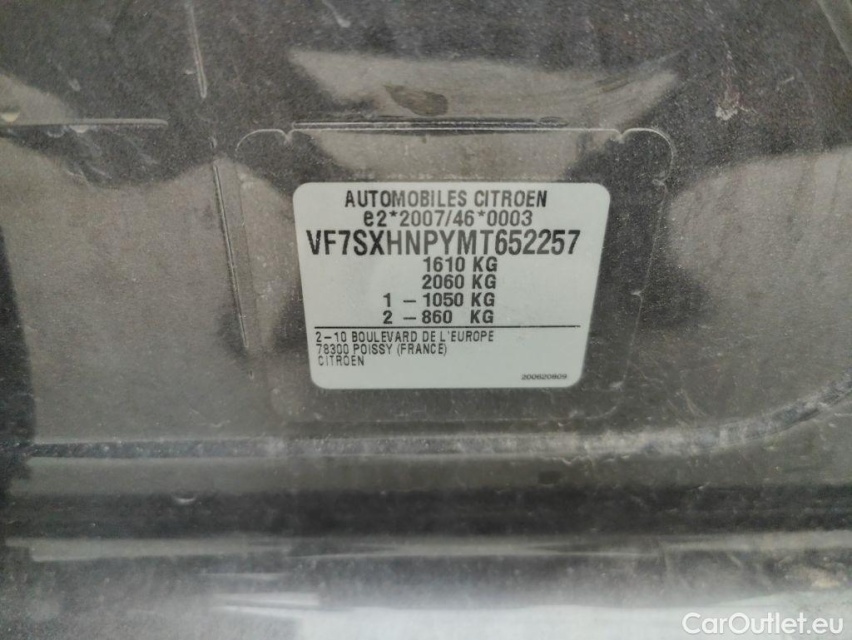 AUTOMOBILES CITROEN
e2*2007/46*0003
VF7SXHNPYMT652257
1610 KG
2060 KG
1 - 1050 KG
2 - 860 KG
2-10 BOULEVARD DE L'EUROPE
78300 POISSY (FRANCE)
CITROEN
200620809
CarOutlet.eu